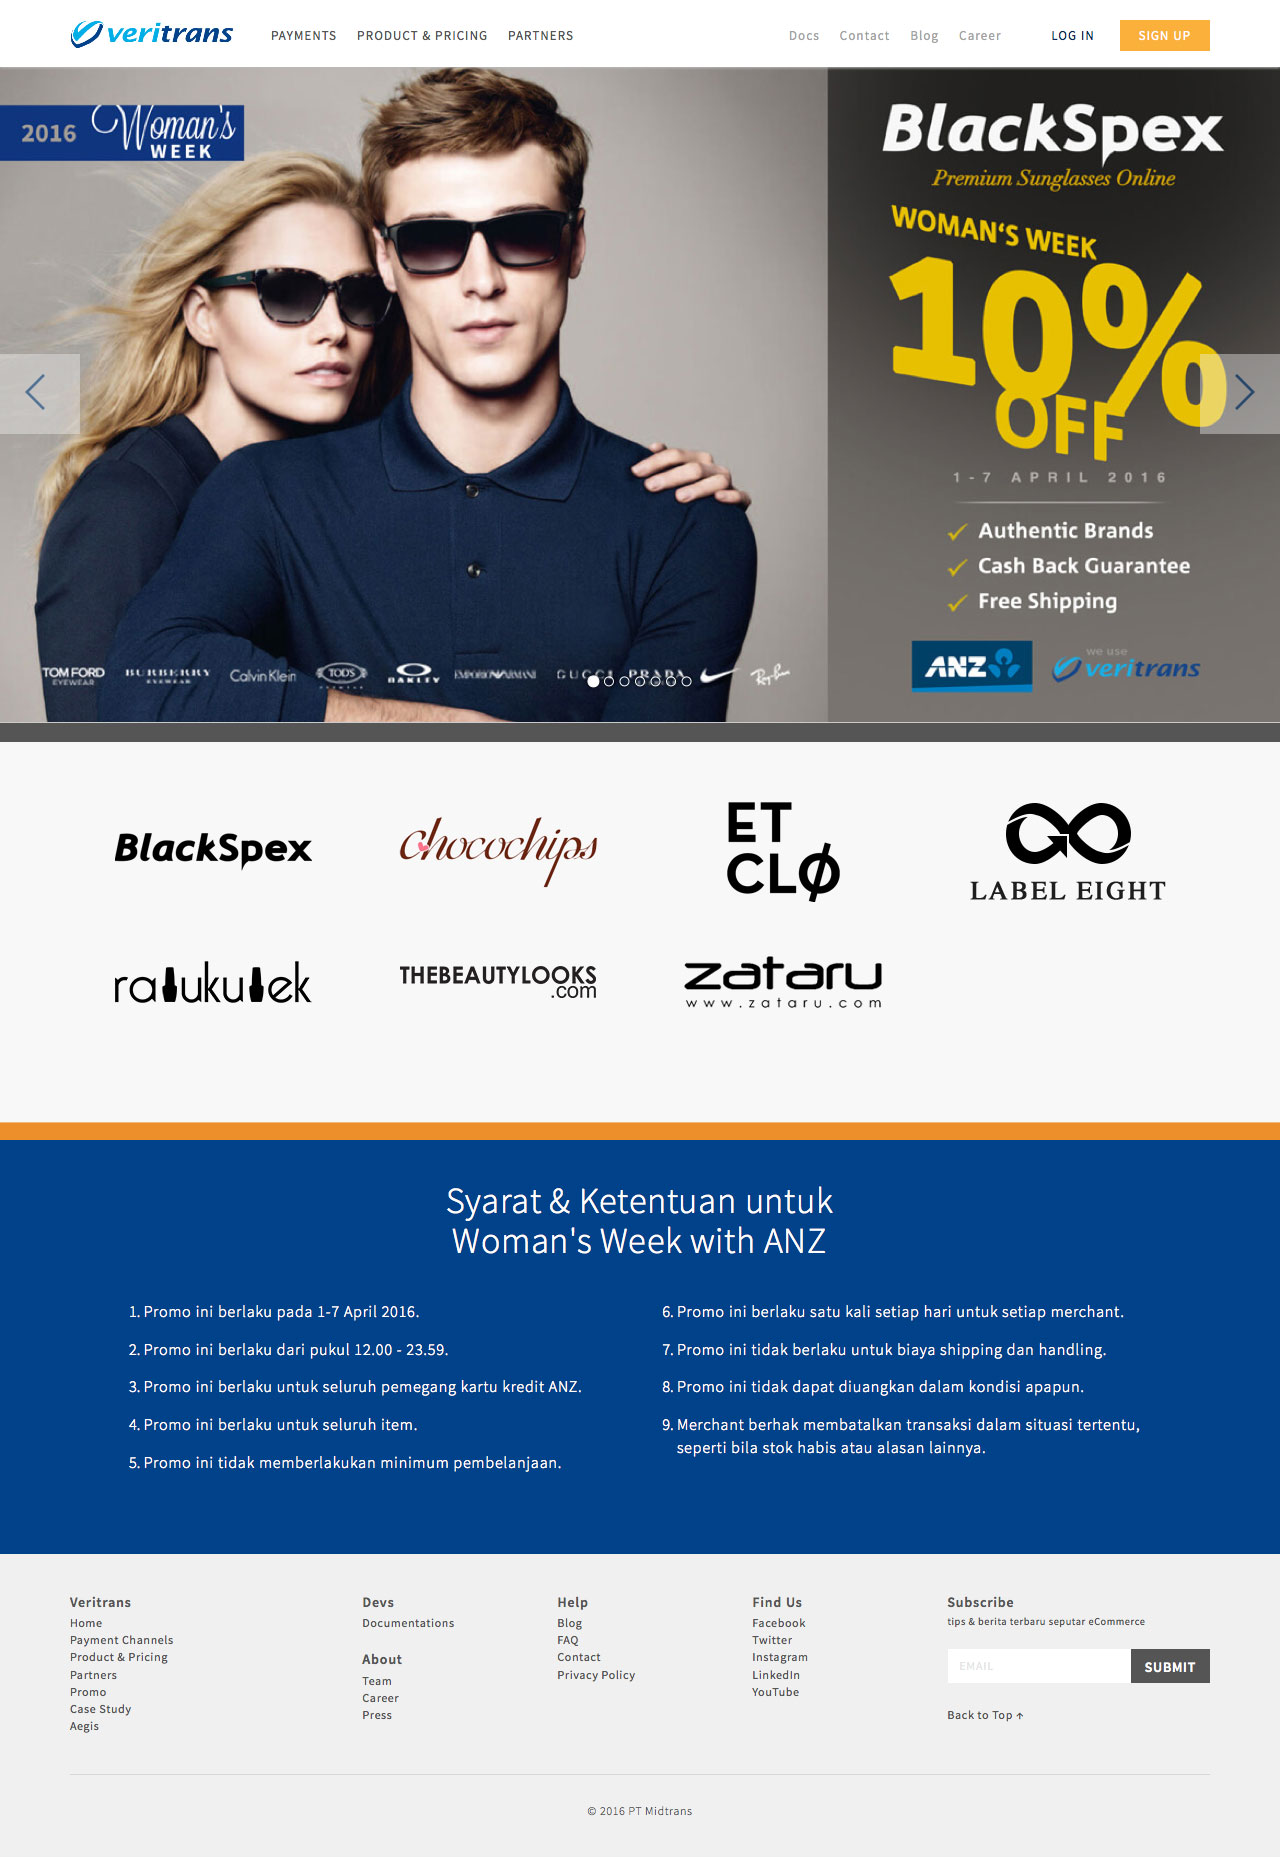 veritrans
PAYMENTS
PRODUCT & PRICING
PARTNERS
Docs
Contact
Blog
Career
LOG IN
SIGN UP
2016 Woman's
WEEK
BlackSpex
Premium Sunglasses Online
WOMAN'S WEEK
10%
OFF
1-7 APRIL 2016
Authentic Brands
Cash Back Guarantee
Free Shipping
TOM FORD
EYEWEAR
BURBERRY
EYEWEAR
Calvin Klein
TOD'S
EYEWEAR
OAKLEY
EMPORIO ARMANI
GUCCI
PRADA
Ray-Ban
ANZ
we use
veritrans
BlackSpex
chocochips
ET
CLØ
LABEL EIGHT
ratukutek
THEBEAUTYLOOKS
.com
zataru
www.zataru.com
Syarat & Ketentuan untuk
Woman's Week with ANZ
1. Promo ini berlaku pada 1-7 April 2016.
2. Promo ini berlaku dari pukul 12.00 - 23.59.
3. Promo ini berlaku untuk seluruh pemegang kartu kredit ANZ.
4. Promo ini berlaku untuk seluruh item.
5. Promo ini tidak memberlakukan minimum pembelanjaan.
6. Promo ini berlaku satu kali setiap hari untuk setiap merchant.
7. Promo ini tidak berlaku untuk biaya shipping dan handling.
8. Promo ini tidak dapat diuangkan dalam kondisi apapun.
9. Merchant berhak membatalkan transaksi dalam situasi tertentu,
seperti bila stok habis atau alasan lainnya.
Veritrans
Home
Payment Channels
Product & Pricing
Partners
Promo
Case Study
Aegis
Devs
Documentations
About
Team
Career
Press
Help
Blog
FAQ
Contact
Privacy Policy
Find Us
Facebook
Twitter
Instagram
LinkedIn
YouTube
Subscribe
tips & berita terbaru seputar eCommerce
EMAIL
SUBMIT
Back to Top ↑
© 2016 PT Midtrans